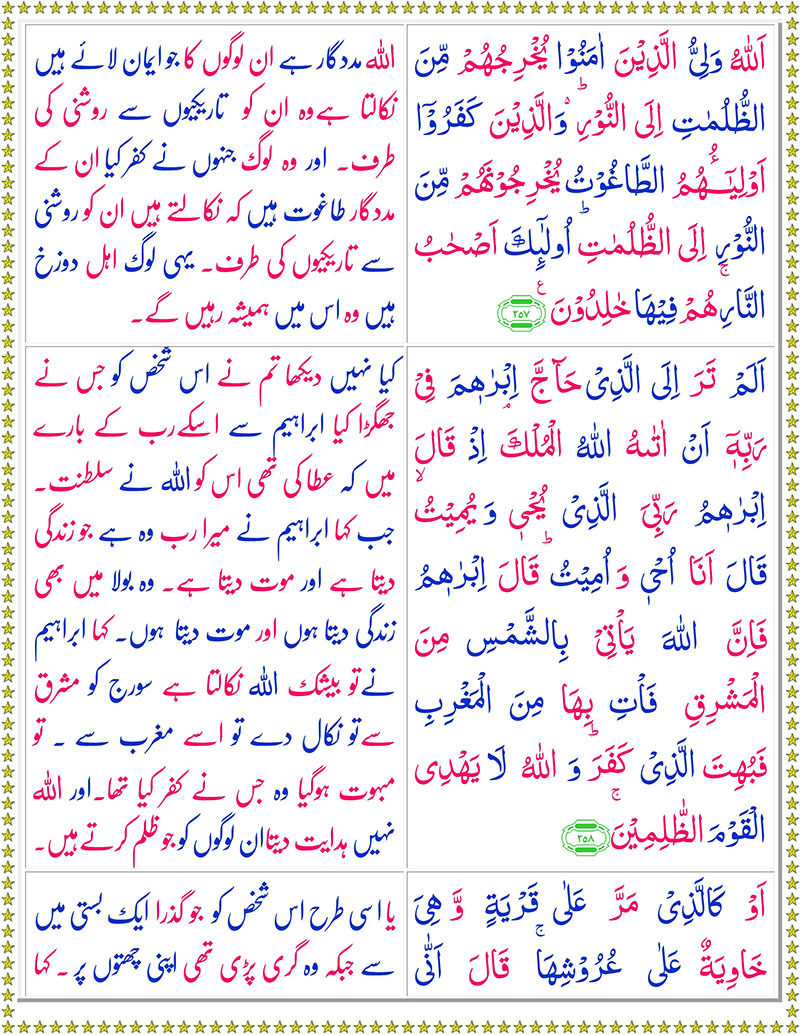 اَللّٰهُ وَلِىُّ الَّذِيۡنَ اٰمَنُوۡا يُخۡرِجُهُمۡ مِّنَ
الظُّلُمٰتِ اِلَى النُّوۡرِ‌ؕ وَالَّذِيۡنَ كَفَرُوۡۤا
اَوۡلِيٰٓــُٔهُمُ الطَّاغُوۡتُ يُخۡرِجُوۡنَهُمۡ مِّنَ
النُّوۡرِ اِلَى الظُّلُمٰتِ‌ؕ اُولٰٓٮِٕكَ اَصۡحٰبُ
النَّارِ‌ۚ هُمۡ فِيۡهَا خٰلِدُوۡنَ ۲۵۷
الله مددگار ہے ان لوگوں کا جو ایمان لائے ہیں
نکالتا ہے وہ ان کو تاریکیوں سے روشنی کی
طرف۔ اور وہ لوگ جنہوں نے کفر کیا ان کے
مددگار طاغوت ہیں کہ نکالتے ہیں ان کو روشنی
سے تاریکیوں کی طرف۔ یہی لوگ اہل دوزخ
ہیں وہ اس میں ہمیشہ رہیں گے۔
اَلَمۡ تَرَ اِلَى الَّذِىۡ حَآجَّ اِبۡرٰهٖمَ فِىۡ
رَبِّهٖۤ اَنۡ اٰتٰٮهُ اللّٰهُ الۡمُلۡكَ‌ۘ اِذۡ قَالَ
اِبۡرٰهٖمُ رَبِّىَ الَّذِىۡ يُحۡىٖ وَيُمِيۡتُۙ
قَالَ اَنَا اُحۡىٖ وَاُمِيۡتُ‌ؕ قَالَ اِبۡرٰهٖمُ
فَاِنَّ اللّٰهَ يَاۡتِىۡ بِالشَّمۡسِ مِنَ
الۡمَشۡرِقِ فَاۡتِ بِهَا مِنَ الۡمَغۡرِبِ
فَبُهِتَ الَّذِىۡ كَفَرَ‌ؕ وَاللّٰهُ لَا يَهۡدِى
الۡقَوۡمَ الظّٰلِمِيۡنَ‌ۚ ۲۵۸
کیا نہیں دیکھا تم نے اس شخص کو جس نے
جھگڑا کیا ابراہیم سے اسکے رب کے بارے
میں کہ عطا کی تھی اس کو الله نے سلطنت۔
جب کہا ابراہیم نے میرا رب وہ ہے جو زندگی
دیتا ہے اور موت دیتا ہے۔ وہ بولا میں بھی
زندگی دیتا ہوں اور موت دیتا ہوں۔ کہا ابراہیم
نے تو بیشک الله نکالتا ہے سورج کو مشرق
سے تو نکال دے تو اسے مغرب سے ۔ تو
مبہوت ہوگیا وہ جس نے کفر کیا تھا۔ اور الله
نہیں ہدایت دیتا ان لوگوں کو جو ظلم کرتے ہیں۔
اَوۡ كَالَّذِىۡ مَرَّ عَلٰى قَرۡيَةٍ وَّهِىَ
خَاوِيَةٌ عَلٰى عُرُوۡشِهَا‌ۚ قَالَ اَنّٰى
یا اسی طرح اس شخص کو جو گذرا ایک بستی میں
سے جبکہ وہ گری پڑی تھی اپنی چھتوں پر ۔ کہا